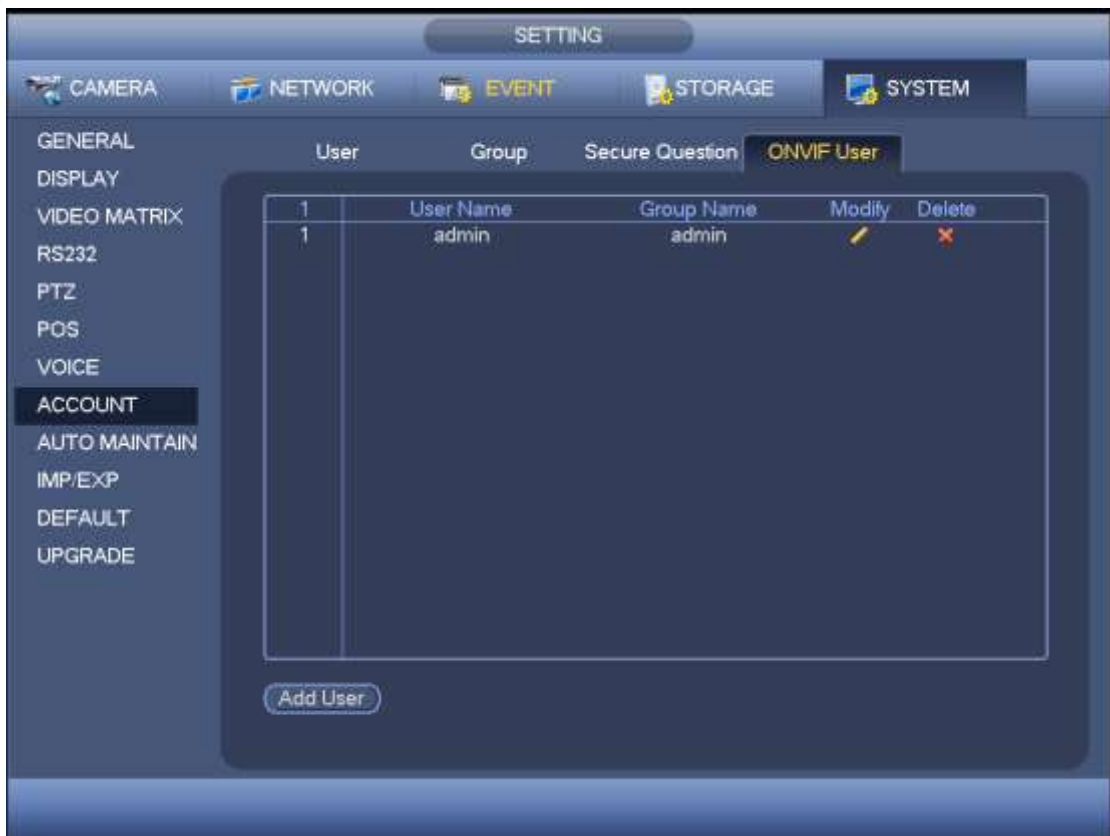 SETTING
CAMERA NETWORK EVENT STORAGE SYSTEM
GENERAL
DISPLAY
VIDEO MATRIX
RS232
PTZ
POS
VOICE
ACCOUNT
AUTO MAINTAIN
IMP/EXP
DEFAULT
UPGRADE
User Group Secure Question ONVIF User
1 User Name Group Name Modify Delete
1 admin admin
Add User